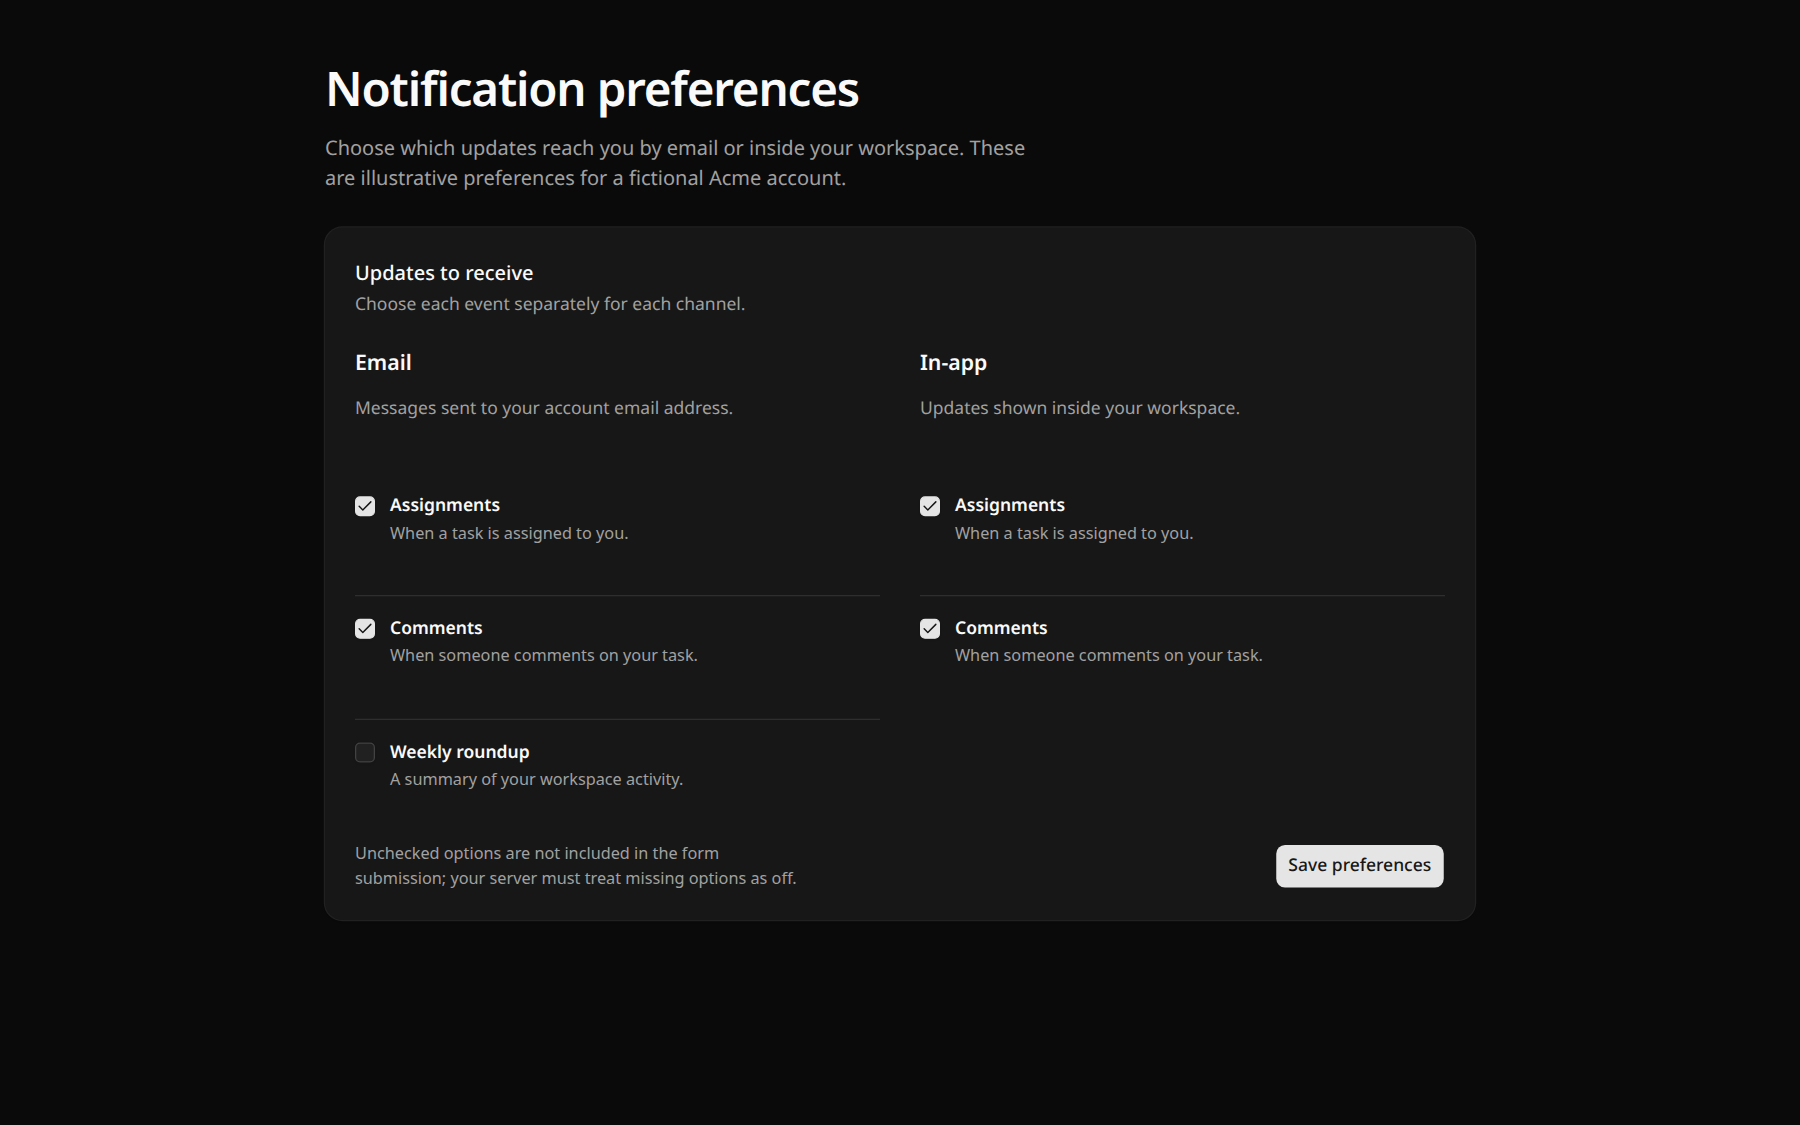 Notification preferences
Choose which updates reach you by email or inside your workspace. These
are illustrative preferences for a fictional Acme account.
Updates to receive
Choose each event separately for each channel.
Email
Messages sent to your account email address.
Assignments
When a task is assigned to you.
Comments
When someone comments on your task.
Weekly roundup
A summary of your workspace activity.
In-app
Updates shown inside your workspace.
Assignments
When a task is assigned to you.
Comments
When someone comments on your task.
Unchecked options are not included in the form
submission; your server must treat missing options as off.
Save preferences